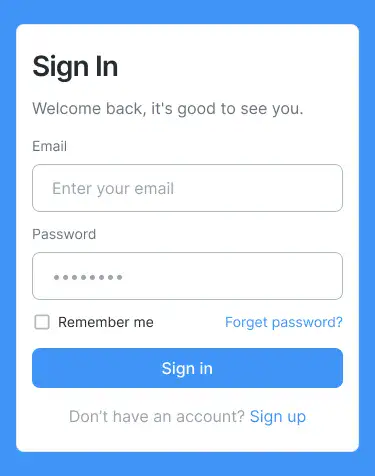 Sign In
Welcome back, it's good to see you.
Email
Enter your email
Password
Remember me Forget password?
Sign in
Don’t have an account? Sign up